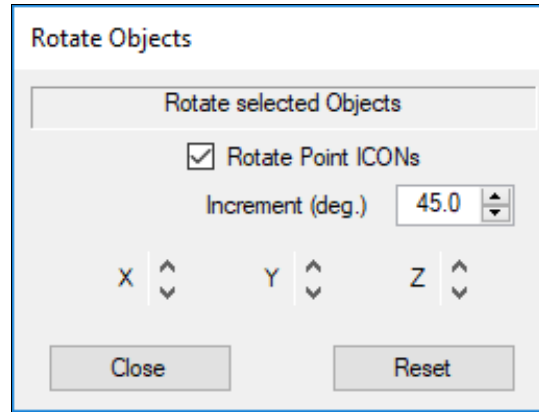 Rotate Objects
Rotate selected Objects
Rotate Point ICONs
Increment (deg.) 45.0
X Y Z
Close Reset